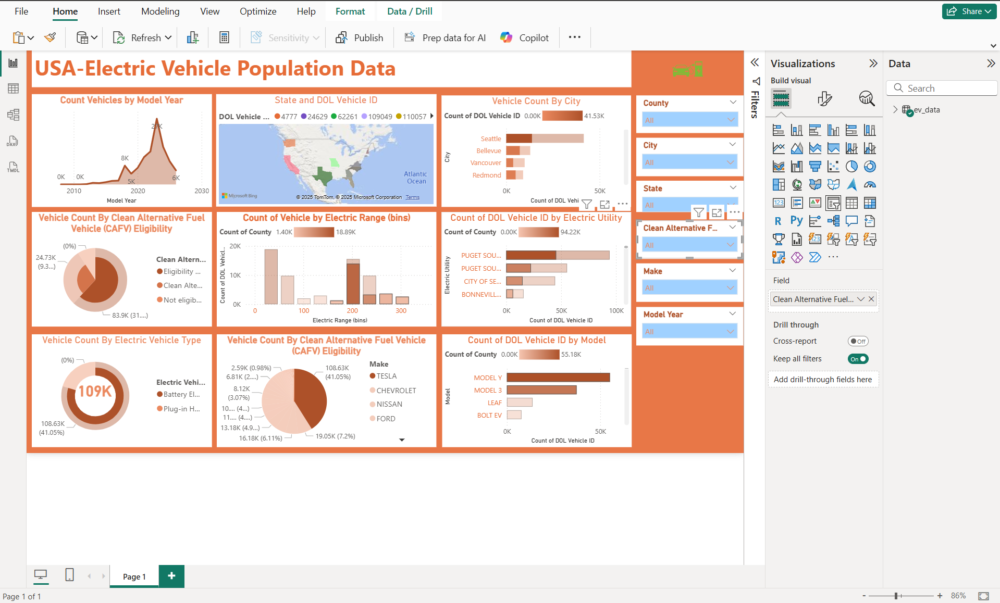 File Home Insert Modeling View Optimize Help Format Data / Drill Share
Refresh Sensitivity Publish Prep data for AI Copilot
USA-Electric Vehicle Population Data
Count Vehicles by Model Year
27K
8K
0K 0K
5K
6K
2010 2020 2030
Model Year
State and DOL Vehicle ID
DOL Vehicle ... 4777 24629 62261 109049 110057
Atlantic
Ocean
Microsoft Bing
© 2025 TomTom, © 2025 Microsoft Corporation Terms
Vehicle Count By City
Count of DOL Vehicle ID 0.00K 41.53K
City
Seattle
Bellevue
Vancouver
Redmond
0K 50K
Count of DOL Vehi
County
All
City
All
State
All
Clean Alternative F...
All
Make
All
Model Year
All
Vehicle Count By Clean Alternative Fuel
Vehicle (CAFV) Eligibility
(0%)
24.73K
(9.3...)
83.9K (31....)
Clean Altern...
Eligibility ...
Clean Alte...
Not eligib...
Count of Vehicle by Electric Range (bins)
Count of County 1.40K 18.89K
Count of DOL Vehicl...
20K
10K
0K
0 100 200 300
Electric Range (bins)
Count of DOL Vehicle ID by Electric Utility
Count of County 0.00K 94.22K
Electric Utility
PUGET SOU...
PUGET SOU...
CITY OF SE...
BONNEVILL...
0K 50K 100K
Count of DOL Vehicle ID
Vehicle Count By Electric Vehicle Type
(0%)
109K
108.63K
(41.05%)
Electric Vehi...
Battery El...
Plug-in H...
Vehicle Count By Clean Alternative Fuel Vehicle
(CAFV) Eligibility
2.59K (0.98%)
6.81K (2....)
8.12K
(3.07%)
10.... (4...)
11.... (4....)
13.18K (4.9...)
16.18K (6.11%)
19.05K (7.2%)
108.63K
(41.05%)
Make
TESLA
CHEVROLET
NISSAN
FORD
Count of DOL Vehicle ID by Model
Count of County 0.00K 55.18K
Model
MODEL Y
MODEL 3
LEAF
BOLT EV
0K 50K
Count of DOL Vehicle ID
Filters
Visualizations
Build visual
Field
Clean Alternative Fuel...
Drill through
Cross-report Off
Keep all filters On
Add drill-through fields here
Data
Search
ev_data
DAX
TMDL
123
R Py
123
Page 1
Page 1 of 1
86%